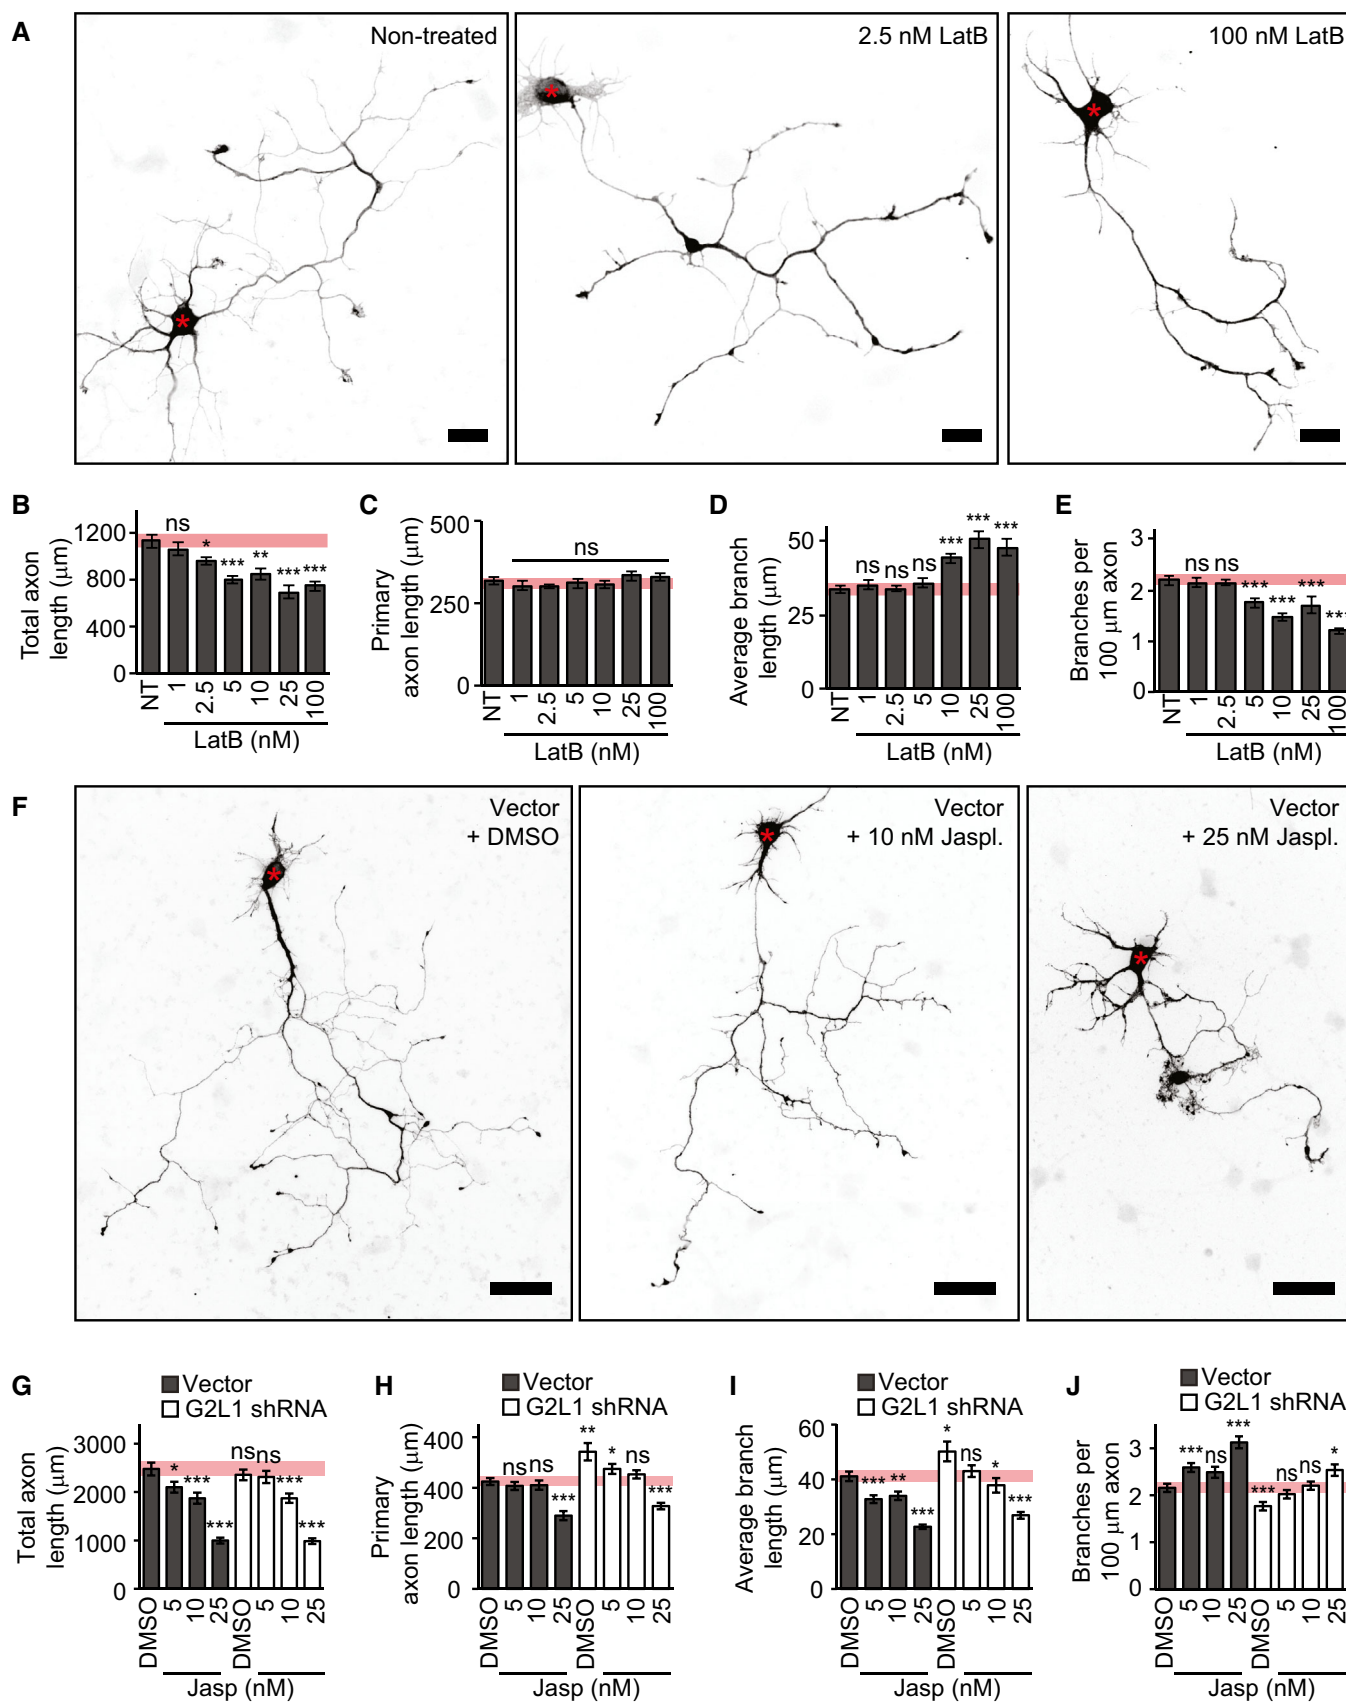 A
Non-treated
2.5 nM LatB
100 nM LatB
*
*
*
B
Total axon
length (μm)
1200
800
400
0
ns
*
***
**
***
***
NT
1
2.5
5
10
25
100
LatB (nM)
C
Primary
axon length (μm)
500
250
0
ns
NT
1
2.5
5
10
25
100
LatB (nM)
D
Average branch
length (μm)
50
25
0
ns
ns
ns
***
***
***
NT
1
2.5
5
10
25
100
LatB (nM)
E
Branches per
100 μm axon
3
2
1
0
ns
ns
***
***
***
***
NT
1
2.5
5
10
25
100
LatB (nM)
F
Vector
+ DMSO
Vector
+ 10 nM Jaspl.
Vector
+ 25 nM Jaspl.
*
*
*
G
Vector
G2L1 shRNA
Total axon
length (μm)
3000
2000
1000
0
*
***
***
ns
ns
***
***
DMSO
5
10
25
DMSO
5
10
25
Jasp (nM)
H
Vector
G2L1 shRNA
Primary
axon length (μm)
400
400
0
ns
ns
***
**
*
ns
***
DMSO
5
10
25
DMSO
5
10
25
Jasp (nM)
I
Vector
G2L1 shRNA
Average branch
length (μm)
60
40
20
0
***
**
***
*
ns
*
***
DMSO
5
10
25
DMSO
5
10
25
Jasp (nM)
J
Vector
G2L1 shRNA
Branches per
100 μm axon
3
2
1
0
***
ns
***
***
ns
ns
*
DMSO
5
10
25
DMSO
5
10
25
Jasp (nM)